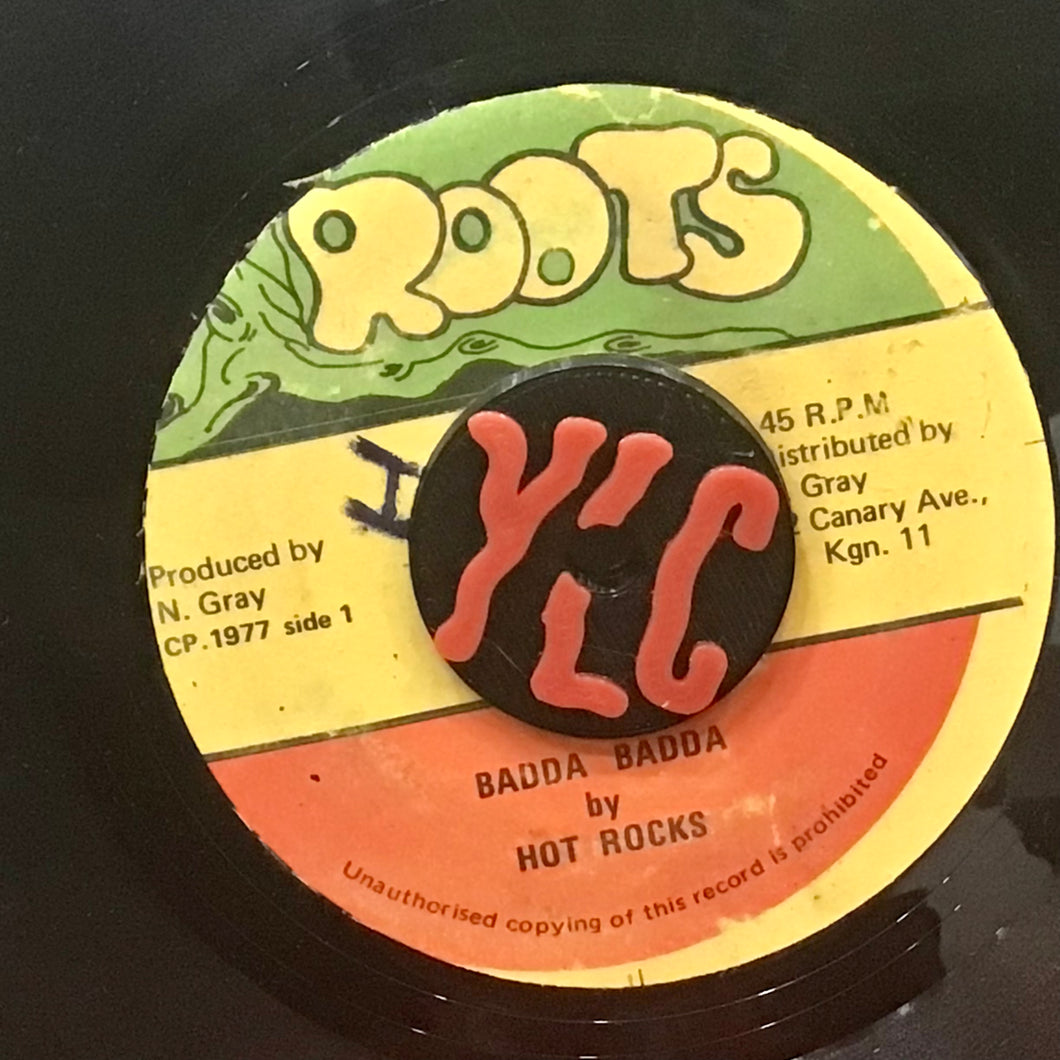 ROOTS
45 R.P.M
istributed by
Gray
Canary Ave.,
Kgn. 11
H
Produced by
N. Gray
CP.1977 side 1
Y'LC
BADDA BADDA
by
HOT ROCKS
Unauthorised copying of this record is prohibited